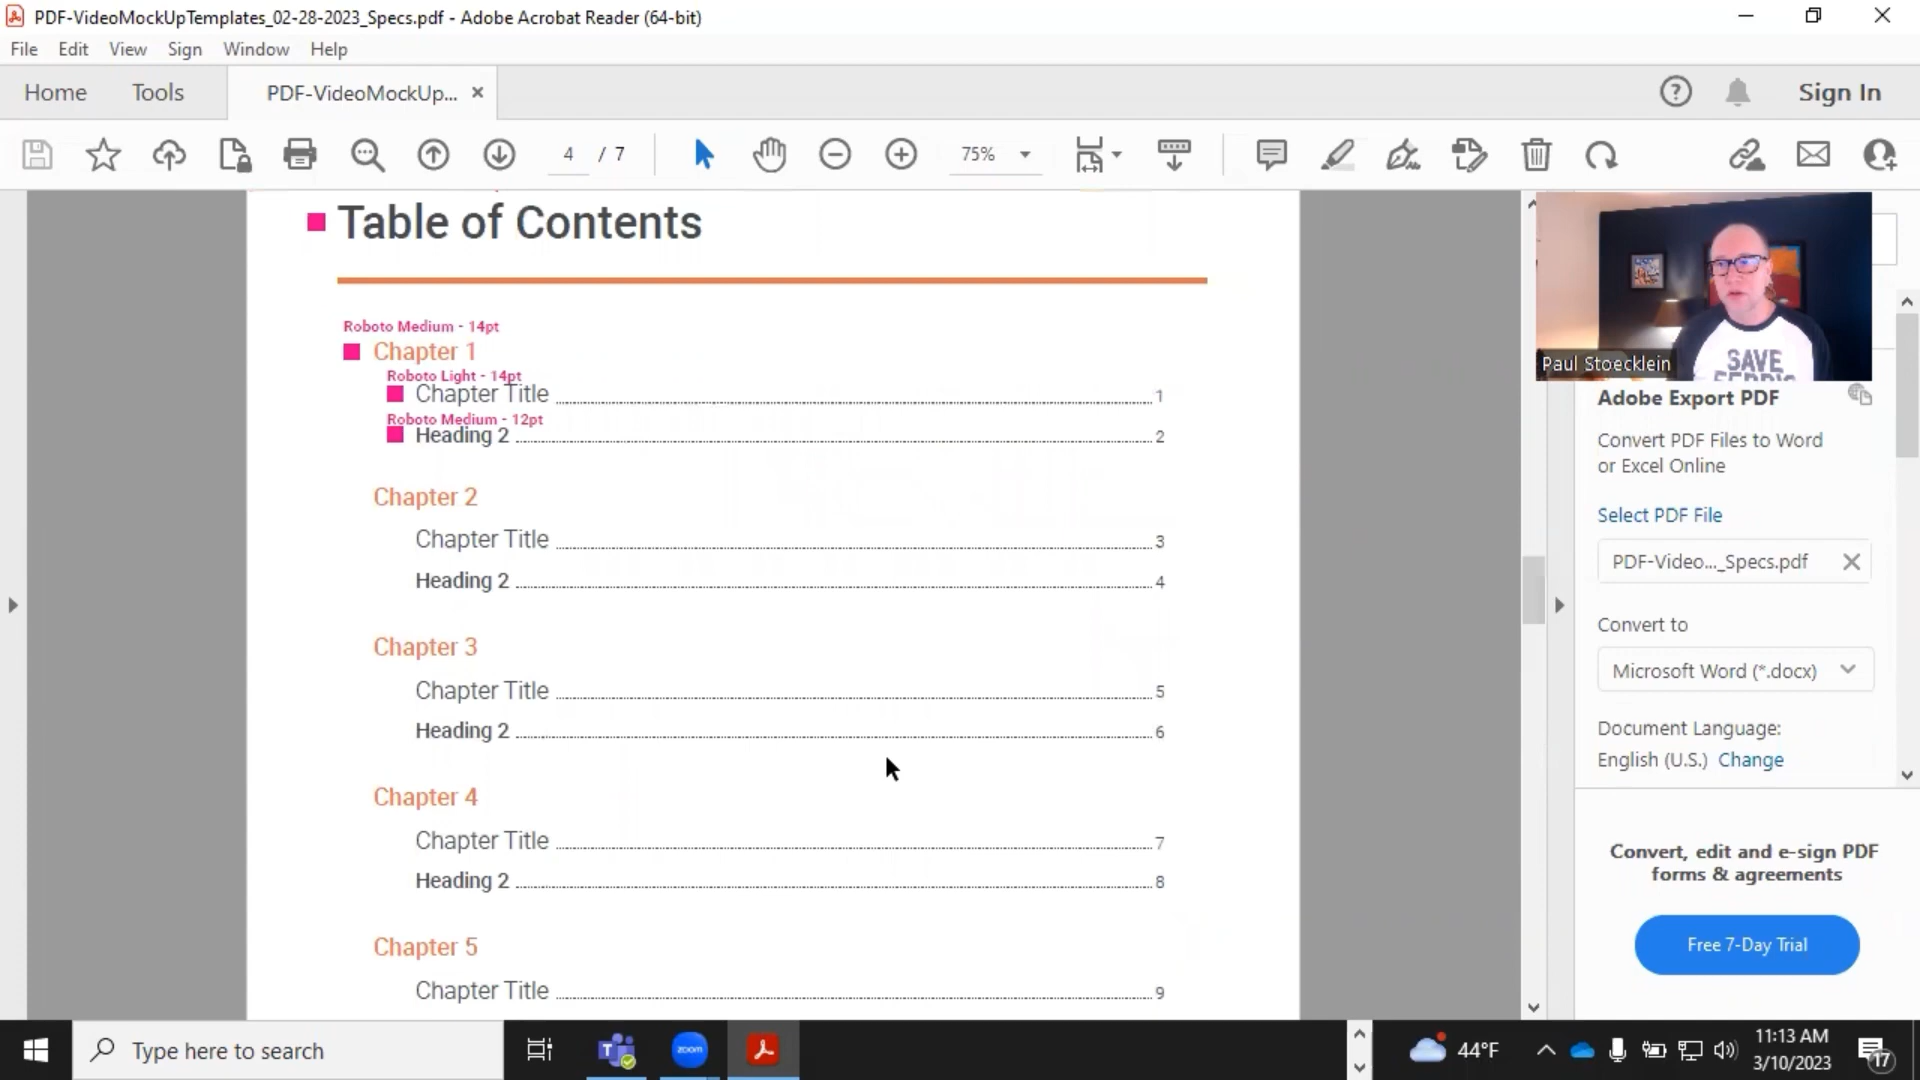 PDF-VideoMockUpTemplates_02-28-2023_Specs.pdf - Adobe Acrobat Reader (64-bit)
File Edit View Sign Window Help
Home Tools PDF-VideoMockUp... Sign In
4 / 7 75%
Table of Contents
Roboto Medium - 14pt
Chapter 1
Roboto Light - 14pt
Chapter Title 1
Roboto Medium - 12pt
Heading 2 2
Chapter 2
Chapter Title 3
Heading 2 4
Chapter 3
Chapter Title 5
Heading 2 6
Chapter 4
Chapter Title 7
Heading 2 8
Chapter 5
Chapter Title 9
SAVE
Paul Stoecklein
Adobe Export PDF
Convert PDF Files to Word
or Excel Online
Select PDF File
PDF-Video..._Specs.pdf
Convert to
Microsoft Word (*.docx)
Document Language:
English (U.S.) Change
Convert, edit and e-sign PDF
forms & agreements
Free 7-Day Trial
Type here to search
zoom
44°F
11:13 AM
3/10/2023
17